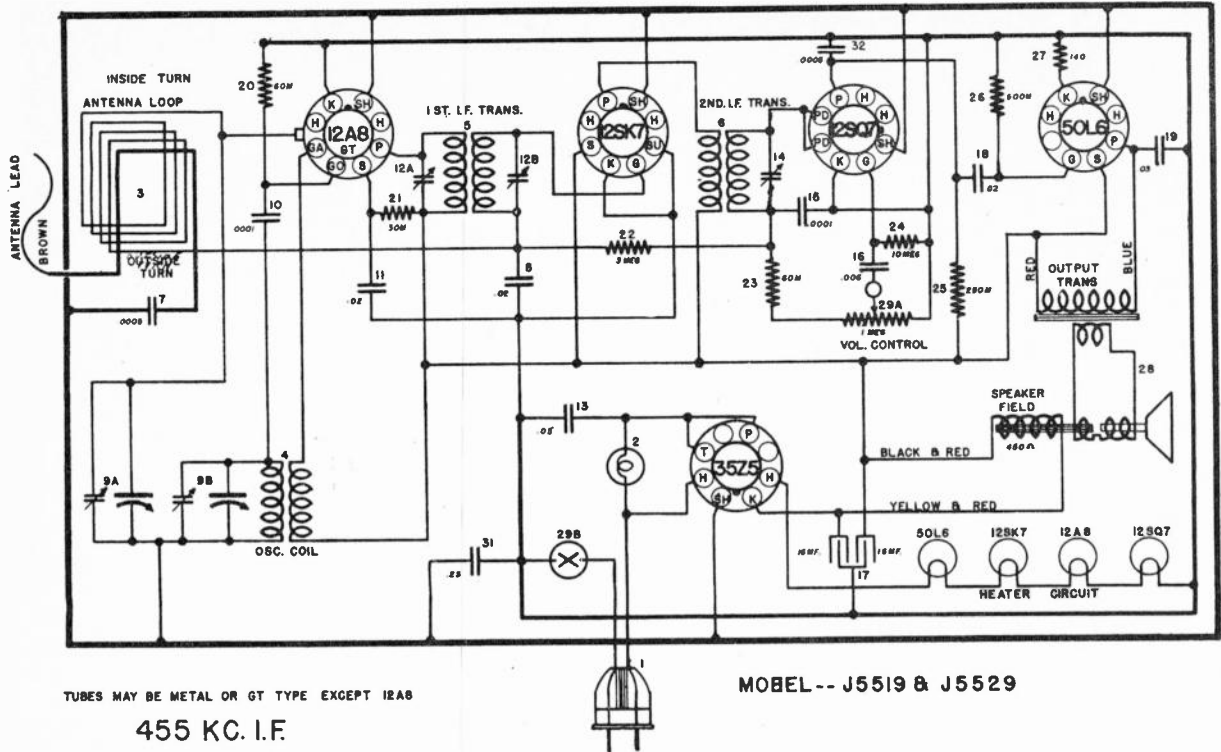 INSIDE TURN
ANTENNA LOOP
3
OUTSIDE
TURN
ANTENNA LEAD
BROWN
7
.0005
20
60M
K
SH
H
H
12A8
GT
GA
P
GO
S
10
.0001
21
30M
11
.02
12A
1 ST. I.F. TRANS.
5
12B
8
.02
22
3 MEG
P
SH
H
H
12SK7
S
SU
K
G
2ND. I.F. TRANS.
6
14
32
.0005
P
H
PD
H
12SQ7
PD
SH
K
G
16
.0001
23
60M
16
.006
24
10 MEG
29A
1 MEG
VOL. CONTROL
25
250M
18
.02
26
500M
27
140
K
SH
H
H
50L6
P
G
S
19
.05
RED
BLUE
OUTPUT
TRANS
28
SPEAKER
FIELD
450Ω
BLACK & RED
YELLOW & RED
9A
9B
4
OSC. COIL
31
.25
13
.05
2
29B
P
T
35Z5
H
H
SH
K
16MF.
16MF.
17
50L6
12SK7
12A8
12SQ7
HEATER
CIRCUIT
1
TUBES MAY BE METAL OR GT TYPE EXCEPT 12A8
455 KC. I.F.
MOBEL-- J5519 & J5529